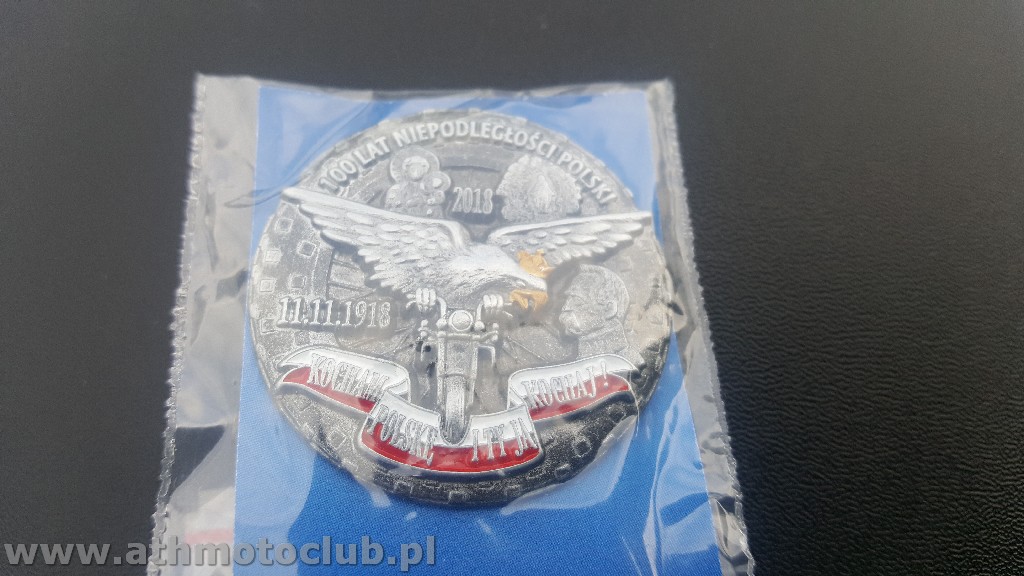 100 LAT NIEPODLEGŁOŚCI POLSKI
2018
11.11.1918
KOCHAM
POLSKĘ I TY JĄ
KOCHAJ!
www.athmotoclub.pl